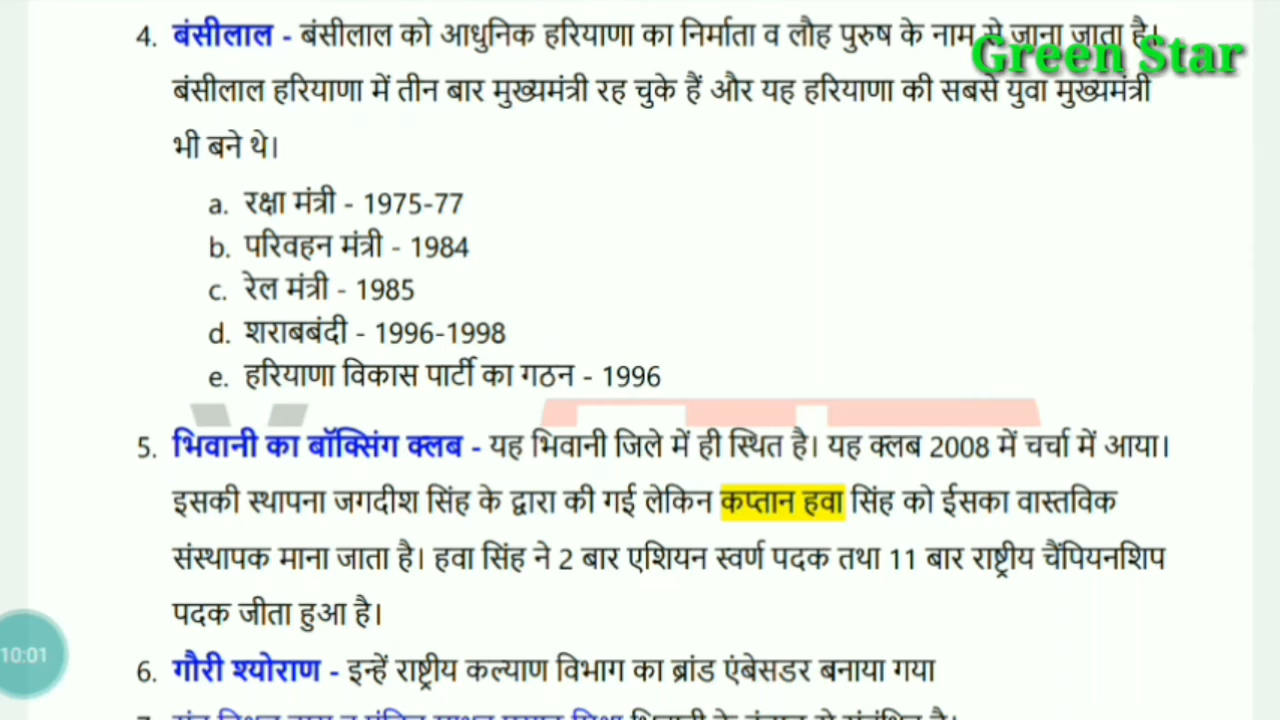 4. बंसीलाल - बंसीलाल को आधुनिक हरियाणा का निर्माता व लौह पुरुष के नाम से जाना जाता है।
Green Star
बंसीलाल हरियाणा में तीन बार मुख्यमंत्री रह चुके हैं और यह हरियाणा की सबसे युवा मुख्यमंत्री
भी बने थे।
a. रक्षा मंत्री - 1975-77
b. परिवहन मंत्री - 1984
c. रेल मंत्री - 1985
d. शराबबंदी - 1996-1998
e. हरियाणा विकास पार्टी का गठन - 1996
5. भिवानी का बॉक्सिंग क्लब - यह भिवानी जिले में ही स्थित है। यह क्लब 2008 में चर्चा में आया।
इसकी स्थापना जगदीश सिंह के द्वारा की गई लेकिन कप्तान हवा सिंह को ईसका वास्तविक
संस्थापक माना जाता है। हवा सिंह ने 2 बार एशियन स्वर्ण पदक तथा 11 बार राष्ट्रीय चैंपियनशिप
पदक जीता हुआ है।
10:01
6. गौरी श्योराण - इन्हें राष्ट्रीय कल्याण विभाग का ब्रांड एंबेसडर बनाया गया